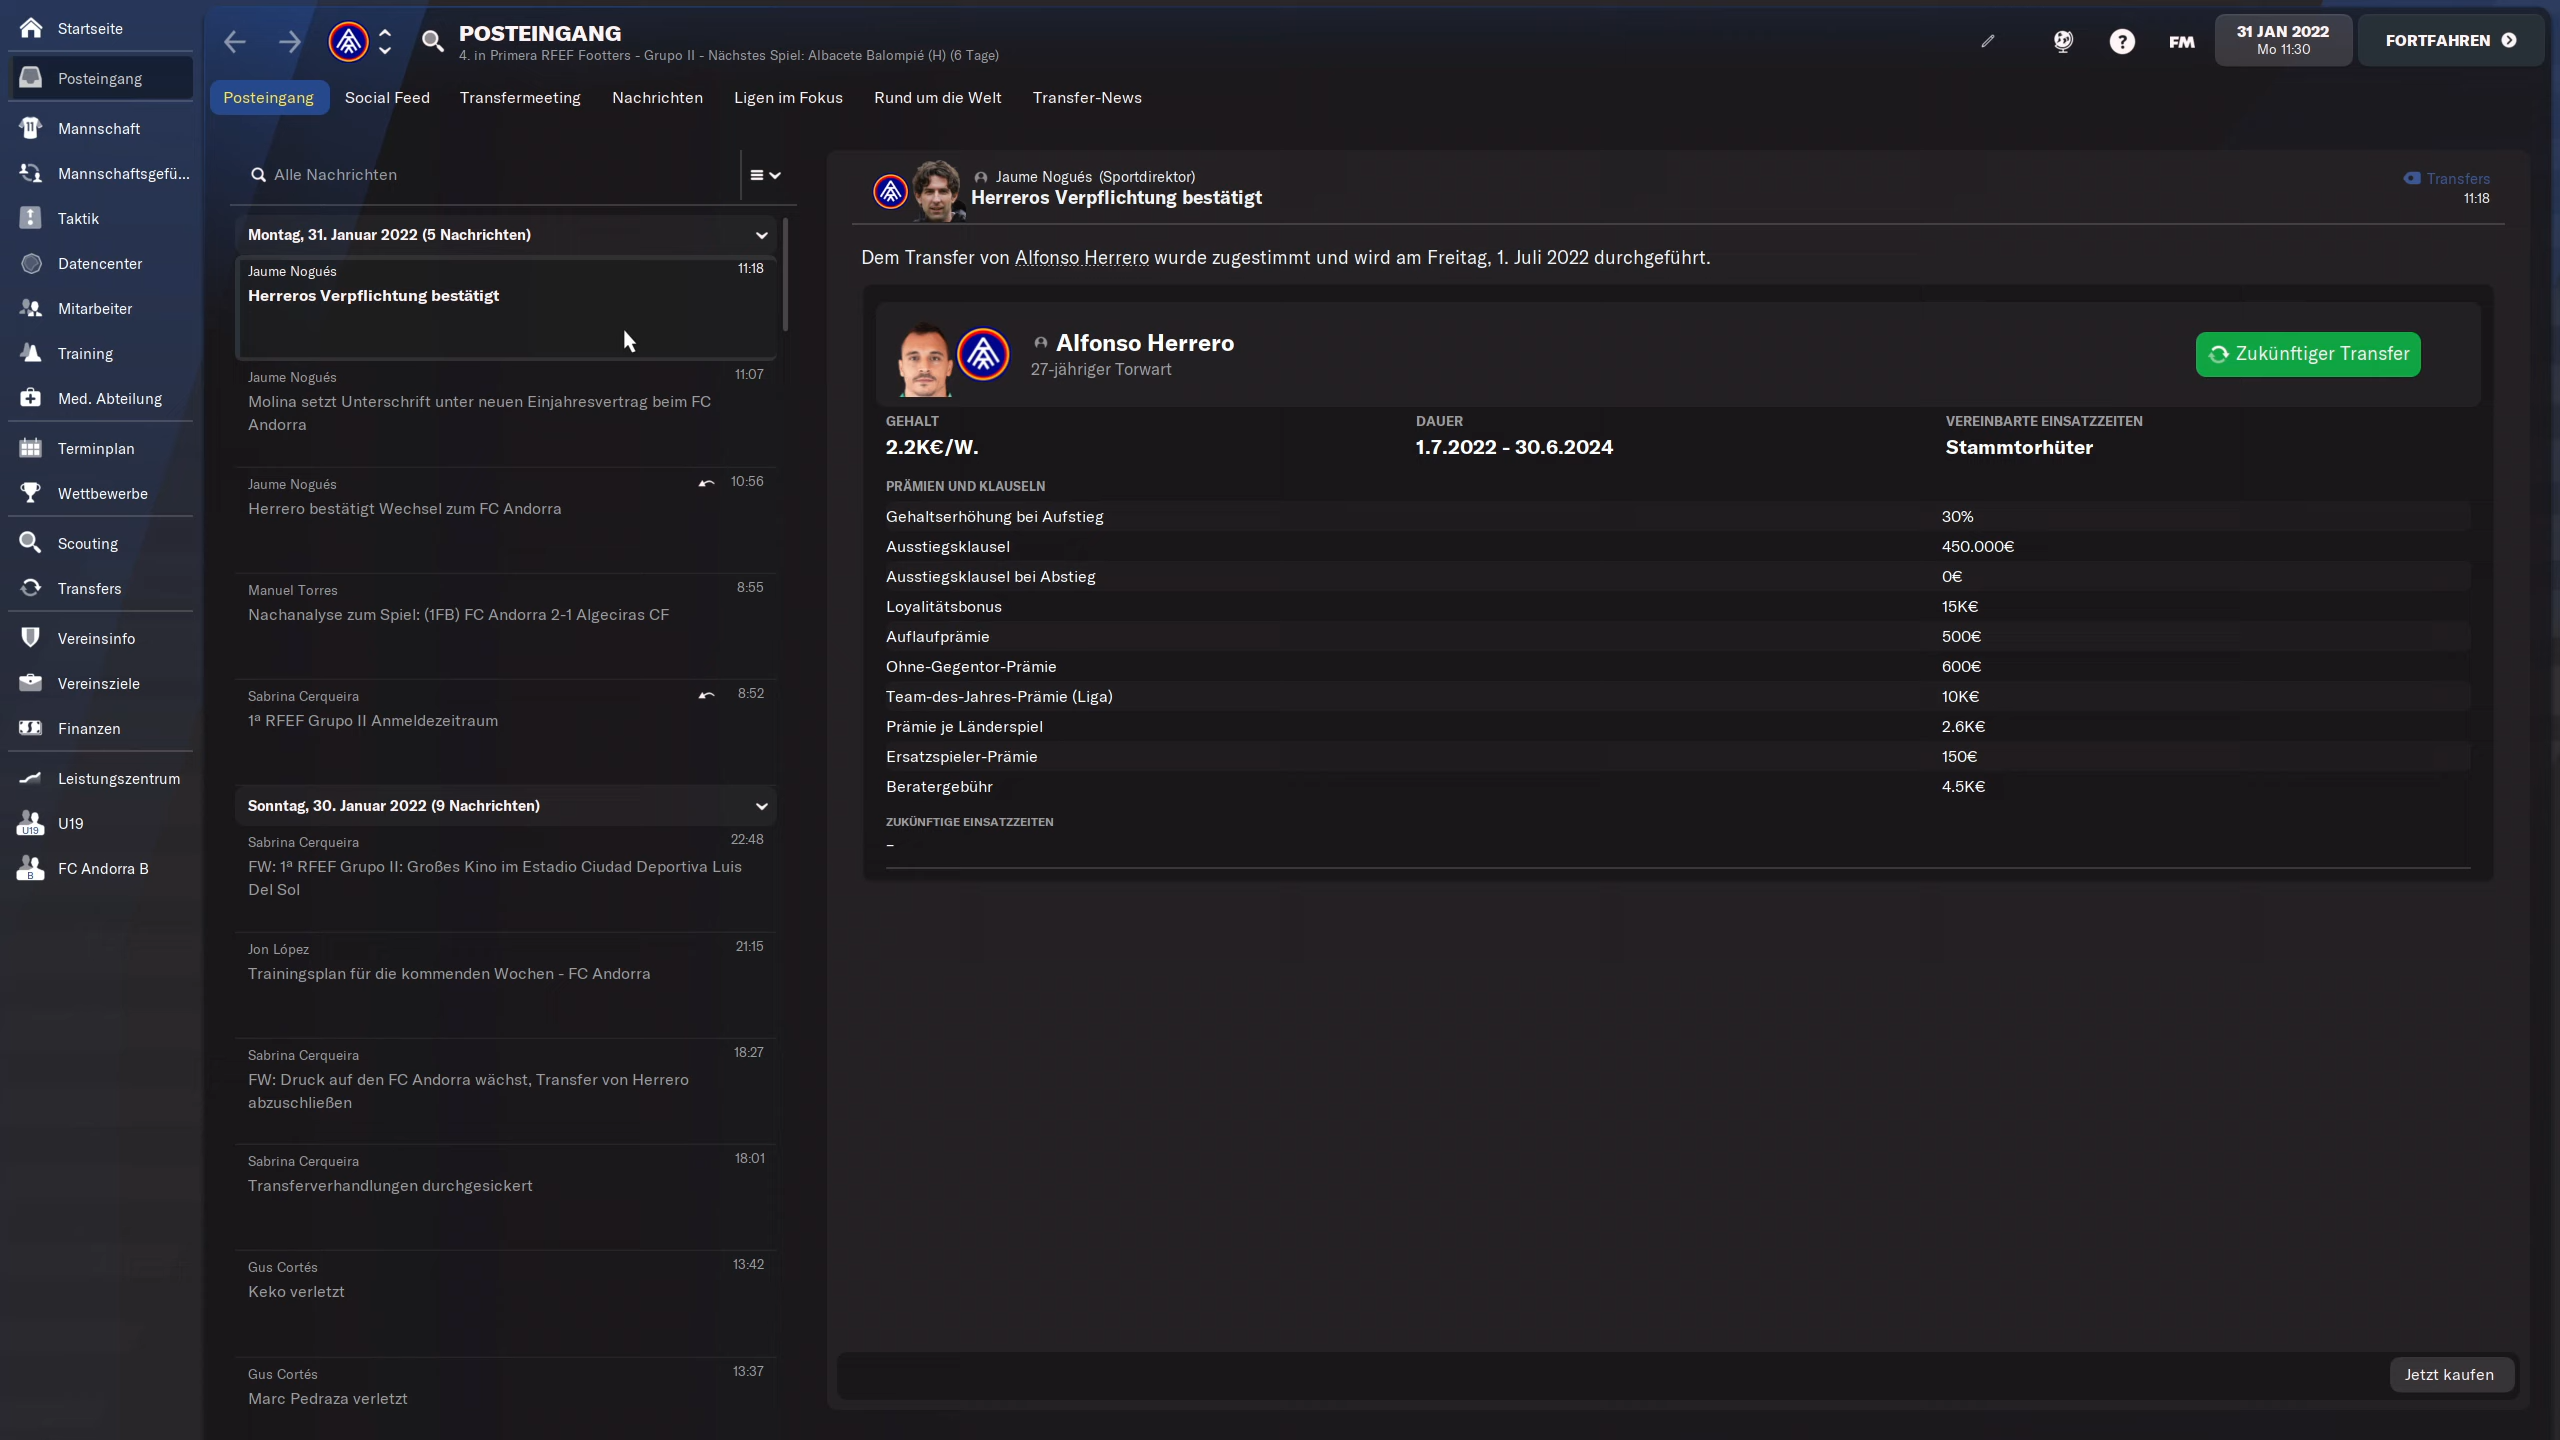 Startseite
Posteingang
Mannschaft
Mannschaftsgefü...
Taktik
Datencenter
Mitarbeiter
Training
Med. Abteilung
Terminplan
Wettbewerbe
Scouting
Transfers
Vereinsinfo
Vereinsziele
Finanzen
Leistungszentrum
U19
U19
B
FC Andorra B
POSTEINGANG
4. in Primera RFEF Footters - Grupo II - Nächstes Spiel: Albacete Balompié (H) (6 Tage)
FM
31 JAN 2022
Mo 11:30
FORTFAHREN
Posteingang
Social Feed
Transfermeeting
Nachrichten
Ligen im Fokus
Rund um die Welt
Transfer-News
Alle Nachrichten
Montag, 31. Januar 2022 (5 Nachrichten)
Jaume Nogués 11:18
Herreros Verpflichtung bestätigt
Jaume Nogués 11:07
Molina setzt Unterschrift unter neuen Einjahresvertrag beim FC
Andorra
Jaume Nogués 10:56
Herrero bestätigt Wechsel zum FC Andorra
Manuel Torres 8:55
Nachanalyse zum Spiel: (1FB) FC Andorra 2-1 Algeciras CF
Sabrina Cerqueira 8:52
1ª RFEF Grupo II Anmeldezeitraum
Sonntag, 30. Januar 2022 (9 Nachrichten)
Sabrina Cerqueira 22:48
FW: 1ª RFEF Grupo II: Großes Kino im Estadio Ciudad Deportiva Luis
Del Sol
Jon López 21:15
Trainingsplan für die kommenden Wochen - FC Andorra
Sabrina Cerqueira 18:27
FW: Druck auf den FC Andorra wächst, Transfer von Herrero
abzuschließen
Sabrina Cerqueira 18:01
Transferverhandlungen durchgesickert
Gus Cortés 13:42
Keko verletzt
Gus Cortés 13:37
Marc Pedraza verletzt
Jaume Nogués (Sportdirektor)
Herreros Verpflichtung bestätigt
Transfers
11:18
Dem Transfer von Alfonso Herrero wurde zugestimmt und wird am Freitag, 1. Juli 2022 durchgeführt.
Alfonso Herrero
27-jähriger Torwart
Zukünftiger Transfer
GEHALT DAUER VEREINBARTE EINSATZZEITEN
2.2K€/W. 1.7.2022 - 30.6.2024 Stammtorhüter
PRÄMIEN UND KLAUSELN
Gehaltserhöhung bei Aufstieg 30%
Ausstiegsklausel 450.000€
Ausstiegsklausel bei Abstieg 0€
Loyalitätsbonus 15K€
Auflaufprämie 500€
Ohne-Gegentor-Prämie 600€
Team-des-Jahres-Prämie (Liga) 10K€
Prämie je Länderspiel 2.6K€
Ersatzspieler-Prämie 150€
Beratergebühr 4.5K€
ZUKÜNFTIGE EINSATZZEITEN
-
Jetzt kaufen